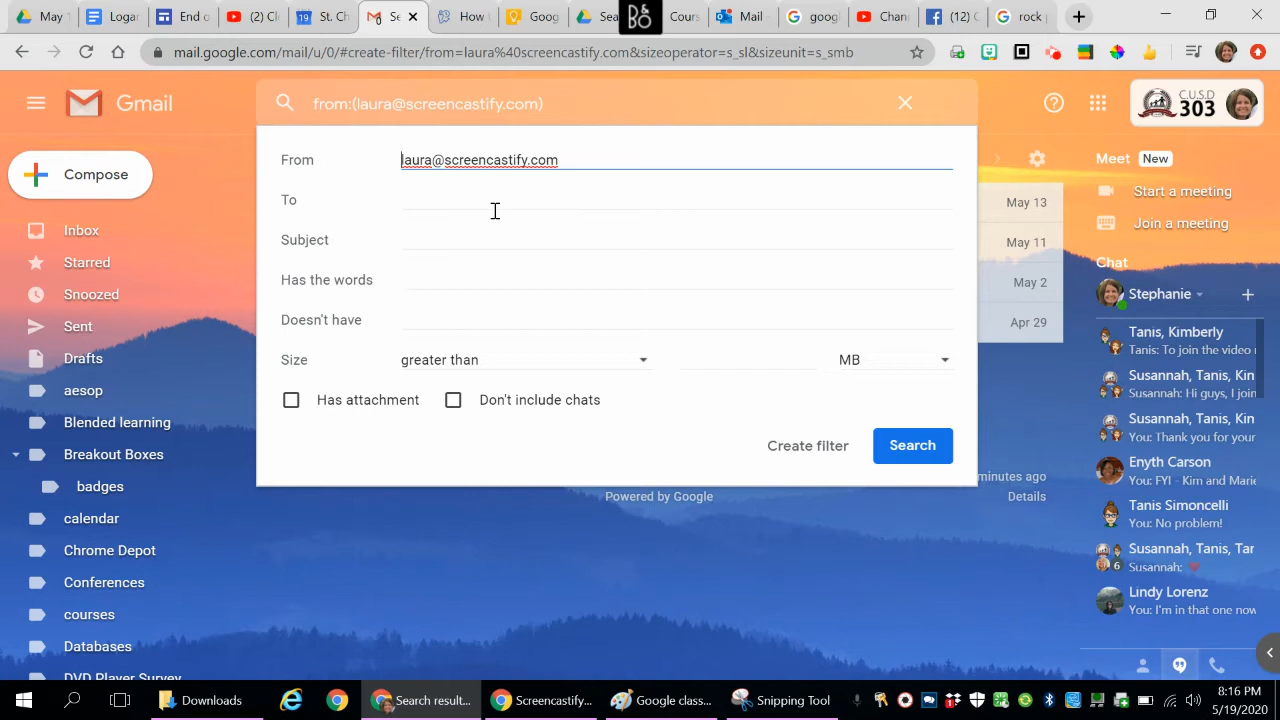 May
Logar
End o
(2) Cl
St. Ch
Se
How
Goog
D&
BO
Cours
Mail
goog
Chan
(2) C
rock
mail.google.com/mail/u/0/#create-filter/from=laura%40screencastify.com&sizeoperator=s_sl&sizeunit=s_smb
Gmail
from:(laura@screencastify.com)
C.U.S.D
303
Compose
Inbox
Starred
Snoozed
Sent
Drafts
aesop
Blended learning
Breakout Boxes
badges
calendar
Chrome Depot
Conferences
courses
Databases
DVD Player Survey
From laura@screencastify.com
To
Subject
Has the words
Doesn't have
Size greater than MB
Has attachment Don't include chats
Create filter Search
minutes ago
Powered by Google Details
May 13
May 11
May 2
Apr 29
Meet New
Start a meeting
Join a meeting
Chat
Stephanie
Tanis, Kimberly
Tanis: To join the video
Susannah, Tanis, Kin
Susannah: Hi guys, I join
Susannah, Tanis, Kin
You: Thank you for your
Enyth Carson
You: FYI - Kim and Marie
Tanis Simoncelli
You: No problem!
Susannah, Tanis, Tar
6 Susannah: ❤
Lindy Lorenz
You: I'm in that one now
Downloads
Search result...
Screencastify...
Google class...
Snipping Tool
8:16 PM
5/19/2020